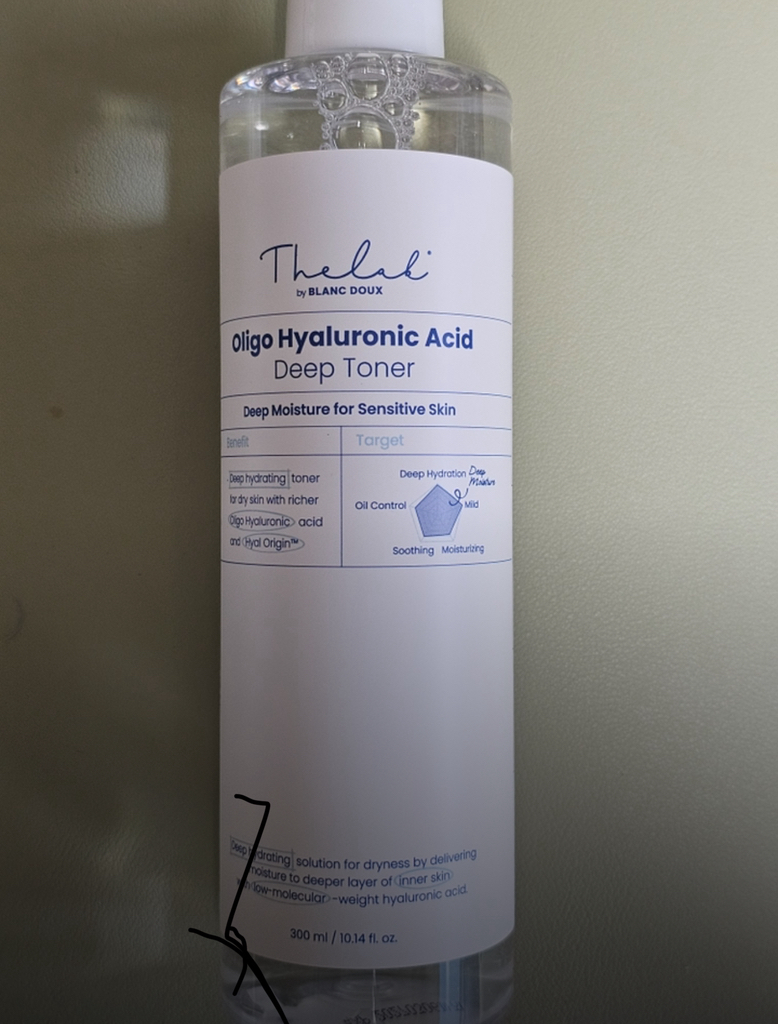 Thelab
by BLANC DOUX
Oligo Hyaluronic Acid
Deep Toner
Deep Moisture for Sensitive Skin
Benefit
Target
Deep hydrating toner
for dry skin with richer
Oligo Hyaluronic acid
and Hyal Origin™
Deep Hydration
Deep
Moisture
Oil Control
Mild
Soothing
Moisturizing
Deep hydrating solution for dryness by delivering
moisture to deeper layer of inner skin
with low-molecular -weight hyaluronic acid.
300 ml / 10.14 fl. oz.